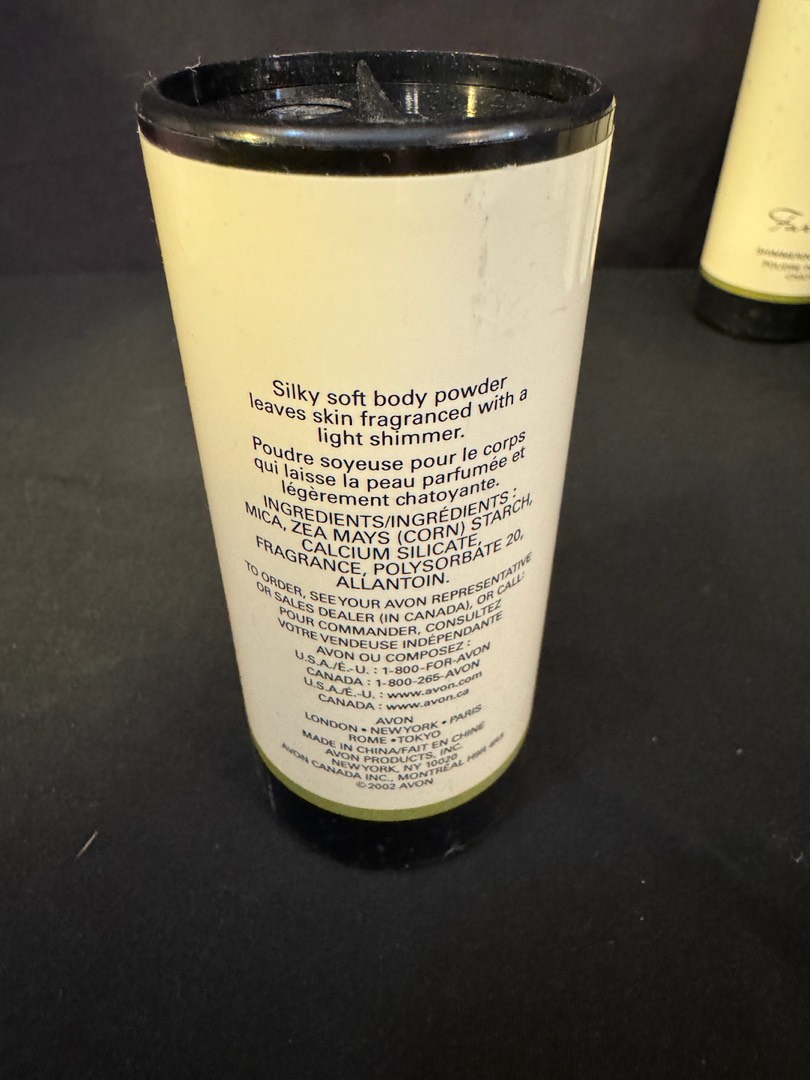 Silky soft body powder
leaves skin fragranced with a
light shimmer.
Poudre soyeuse pour le corps
qui laisse la peau parfumée et
légèrement chatoyante.
INGREDIENTS/INGRÉDIENTS :
MICA, ZEA MAYS (CORN) STARCH,
CALCIUM SILICATE,
FRAGRANCE, POLYSORBATE 20,
ALLANTOIN.
TO ORDER, SEE YOUR AVON REPRESENTATIVE
OR SALES DEALER (IN CANADA), OR CALL:
POUR COMMANDER, CONSULTEZ
VOTRE VENDEUSE INDÉPENDANTE
AVON OU COMPOSEZ :
U.S.A./É.-U. : 1-800-FOR-AVON
CANADA : 1-800-265-AVON
U.S.A./É.-U. : www.avon.com
CANADA : www.avon.ca
AVON
LONDON • NEW YORK • PARIS
ROME • TOKYO
MADE IN CHINA/FAIT EN CHINE
AVON PRODUCTS, INC.
NEW YORK, NY 10020
AVON CANADA INC., MONTRÉAL H9R
© 2002 AVON